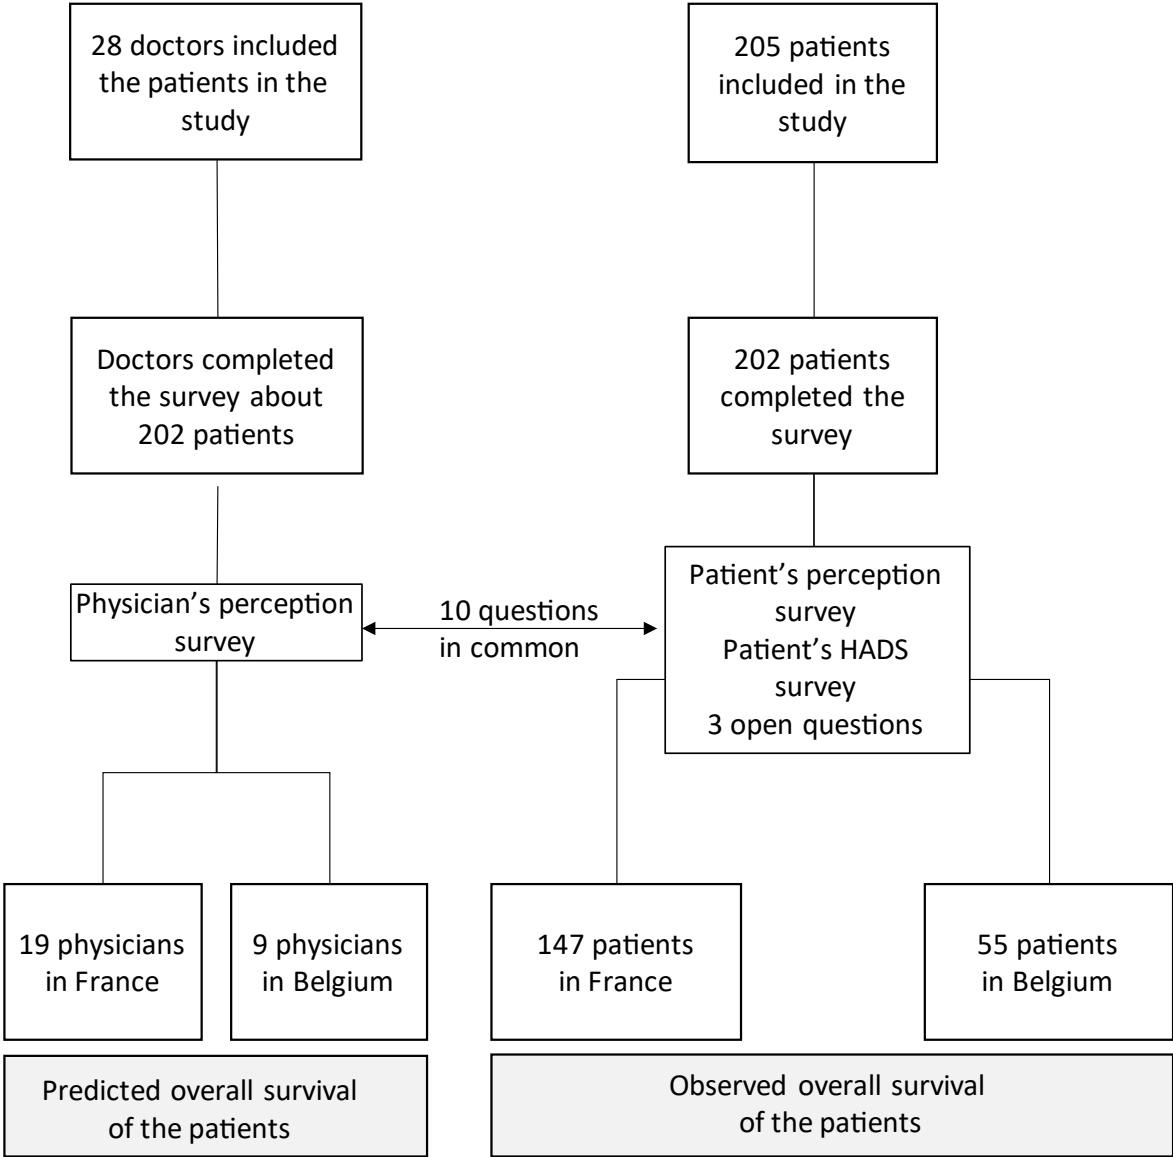 28 doctors included
the patients in the
study
205 patients
included in the
study
Doctors completed
the survey about
202 patients
202 patients
completed the
survey
Physician's perception
survey
10 questions
in common
Patient's perception
survey
Patient's HADS
survey
3 open questions
19 physicians
in France
9 physicians
in Belgium
147 patients
in France
55 patients
in Belgium
Predicted overall survival
of the patients
Observed overall survival
of the patients